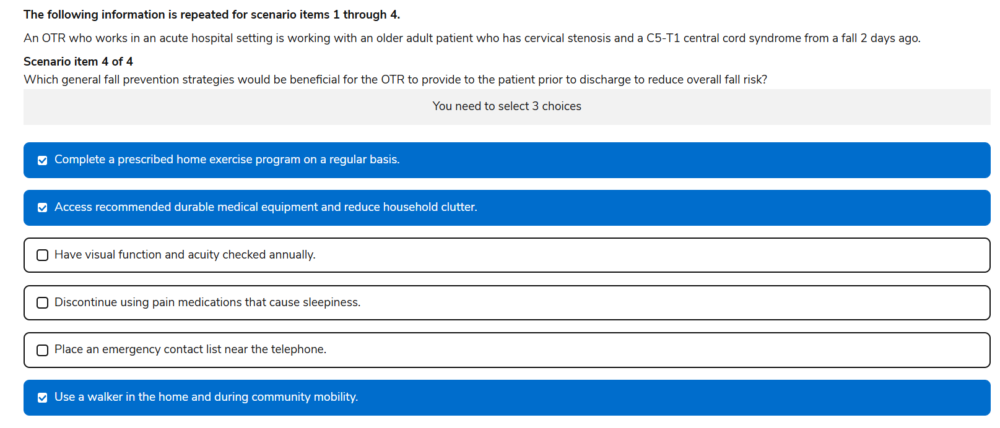 The following information is repeated for scenario items 1 through 4.
An OTR who works in an acute hospital setting is working with an older adult patient who has cervical stenosis and a C5-T1 central cord syndrome from a fall 2 days ago.
Scenario item 4 of 4
Which general fall prevention strategies would be beneficial for the OTR to provide to the patient prior to discharge to reduce overall fall risk?
You need to select 3 choices
Complete a prescribed home exercise program on a regular basis.
Access recommended durable medical equipment and reduce household clutter.
Have visual function and acuity checked annually.
Discontinue using pain medications that cause sleepiness.
Place an emergency contact list near the telephone.
Use a walker in the home and during community mobility.